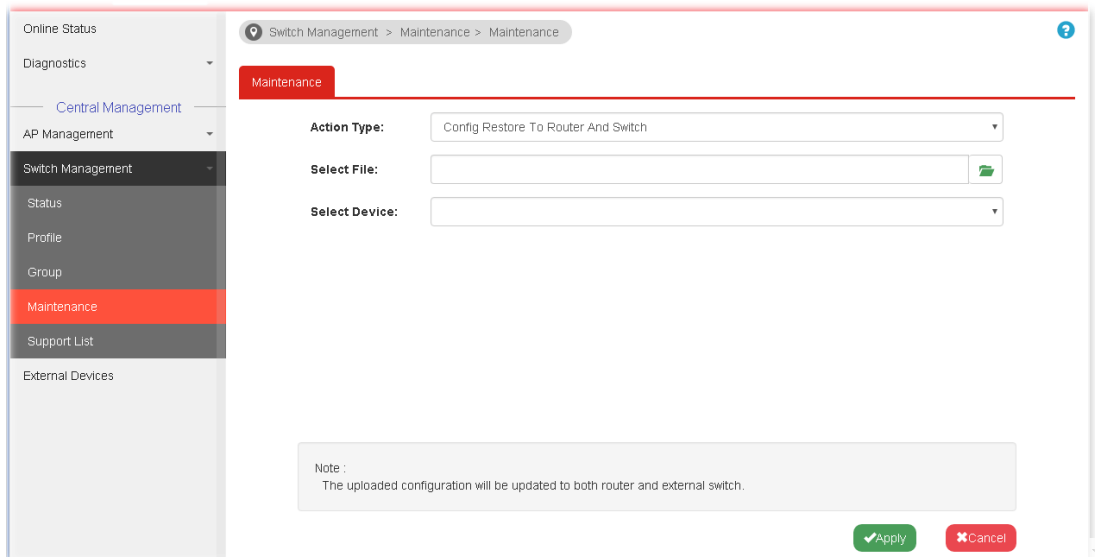 Online Status
Diagnostics
Central Management
AP Management
Switch Management
Status
Profile
Group
Maintenance
Support List
External Devices
Switch Management > Maintenance > Maintenance
?
Maintenance
Action Type: Config Restore To Router And Switch
Select File:
Select Device:
Note :
The uploaded configuration will be updated to both router and external switch.
Apply Cancel